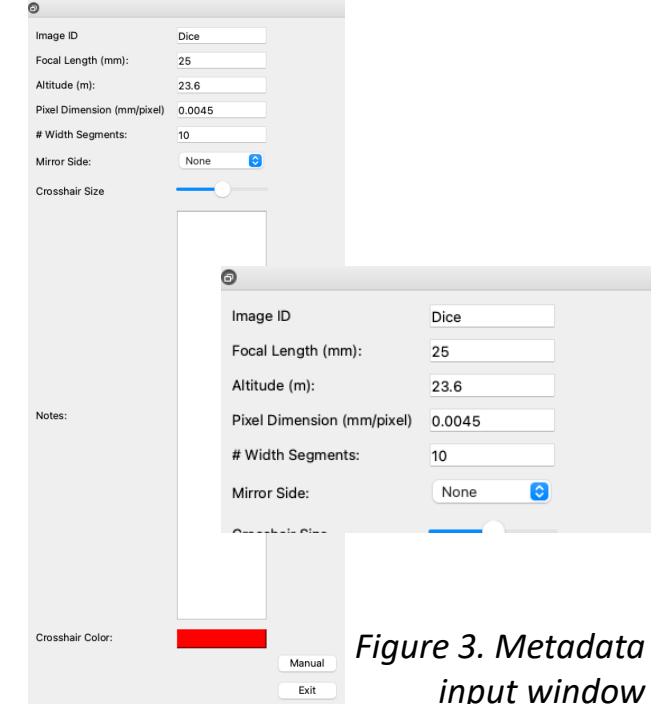 Image ID Dice
Focal Length (mm): 25
Altitude (m): 23.6
Pixel Dimension (mm/pixel) 0.0045
# Width Segments: 10
Mirror Side: None
Crosshair Size
Notes:
Crosshair Color:
Manual
Exit
Image ID Dice
Focal Length (mm): 25
Altitude (m): 23.6
Pixel Dimension (mm/pixel) 0.0045
# Width Segments: 10
Mirror Side: None
Crosshair Size
Figure 3. Metadata
input window